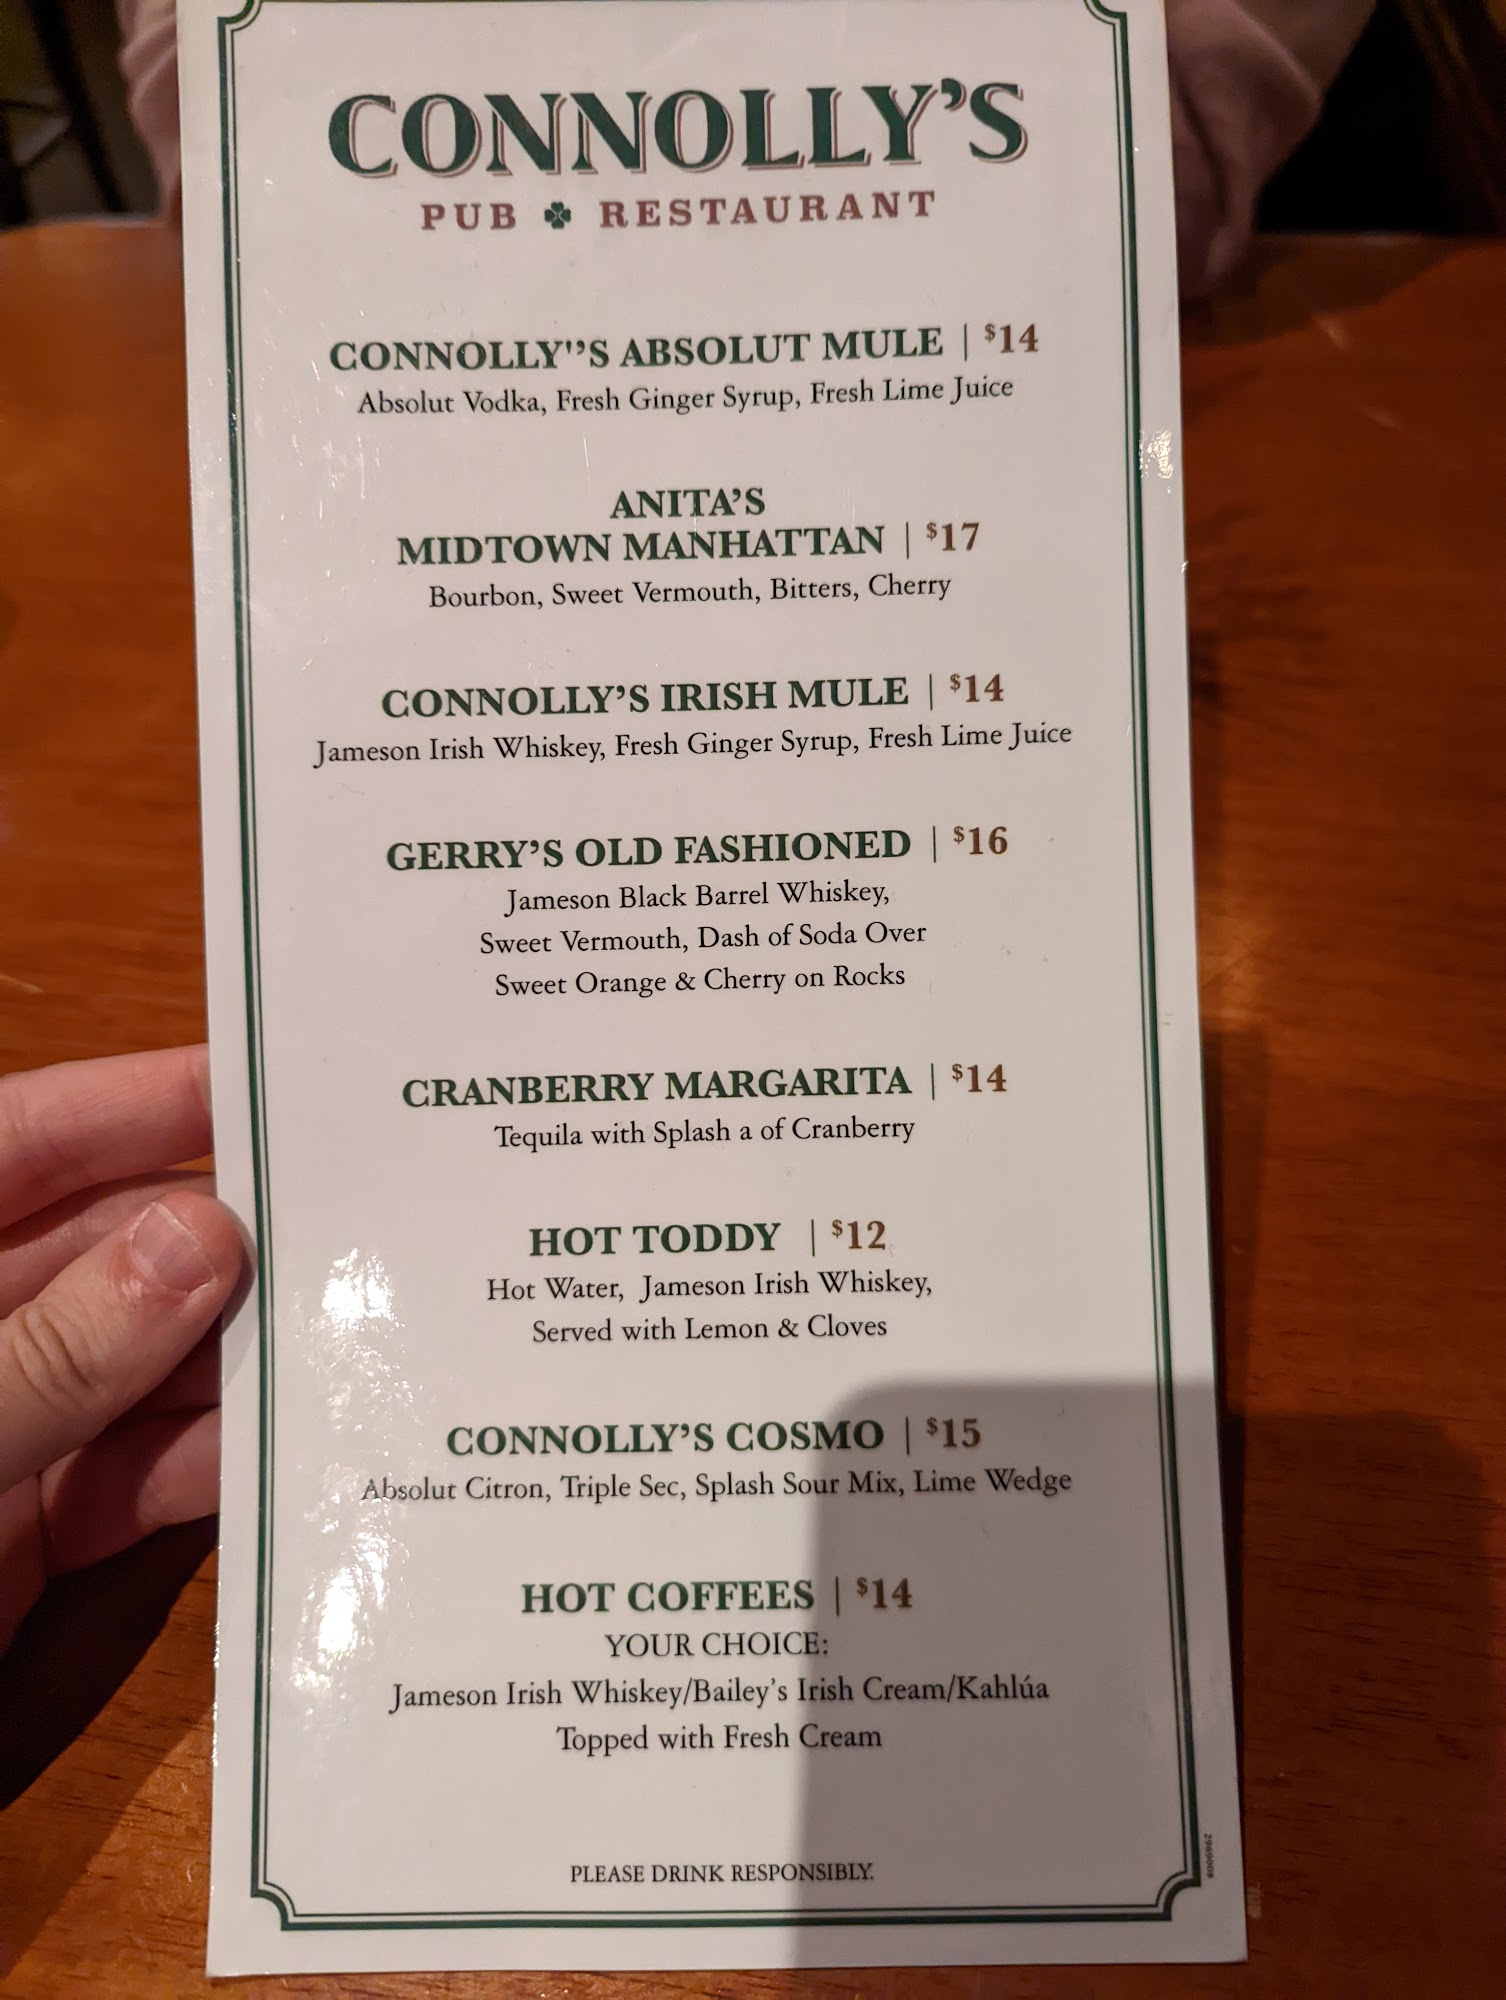 CONNOLLY'S
PUB RESTAURANT
CONNOLLY"'S ABSOLUT MULE | $14
Absolut Vodka, Fresh Ginger Syrup, Fresh Lime Juice
ANITA'S
MIDTOWN MANHATTAN | $17
Bourbon, Sweet Vermouth, Bitters, Cherry
CONNOLLY'S IRISH MULE | $14
Jameson Irish Whiskey, Fresh Ginger Syrup, Fresh Lime Juice
GERRY'S OLD FASHIONED | $16
Jameson Black Barrel Whiskey,
Sweet Vermouth, Dash of Soda Over
Sweet Orange & Cherry on Rocks
CRANBERRY MARGARITA | $14
Tequila with Splash a of Cranberry
HOT TODDY | $12
Hot Water, Jameson Irish Whiskey,
Served with Lemon & Cloves
CONNOLLY'S COSMO | $15
Absolut Citron, Triple Sec, Splash Sour Mix, Lime Wedge
HOT COFFEES | $14
YOUR CHOICE:
Jameson Irish Whiskey/Bailey's Irish Cream/Kahlúa
Topped with Fresh Cream
PLEASE DRINK RESPONSIBLY.